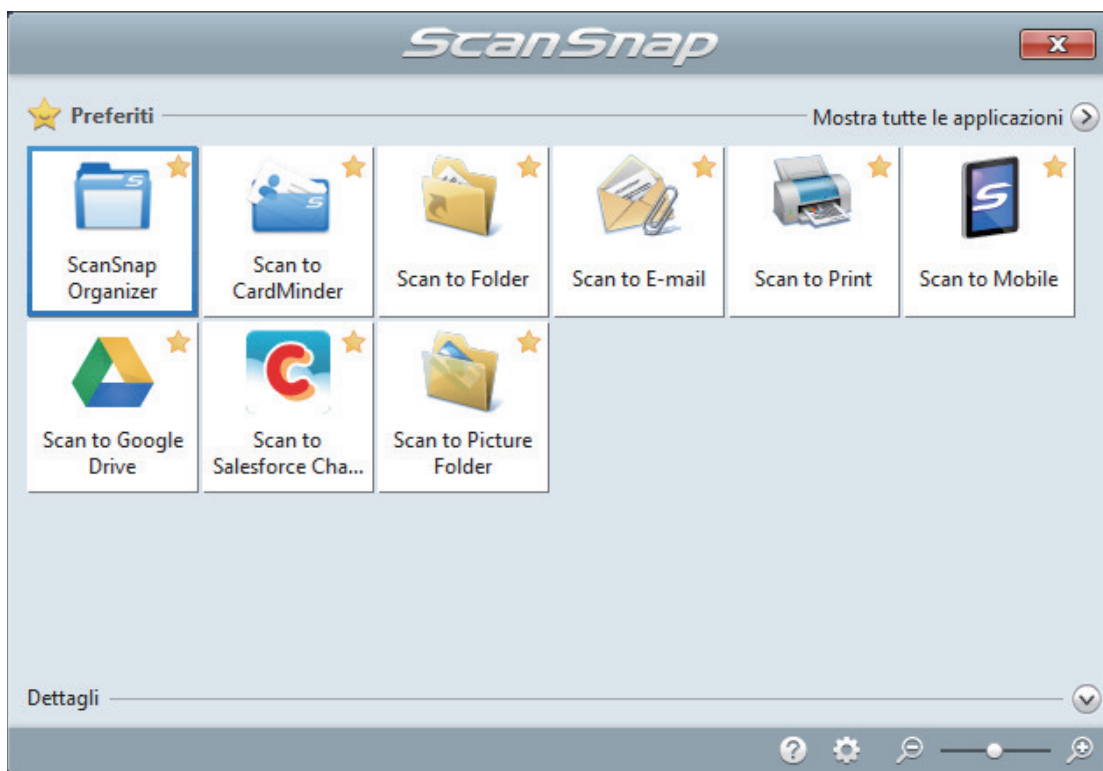 ScanSnap
Preferiti
Mostra tutte le applicazioni
ScanSnap
Organizer
Scan to
CardMinder
Scan to Folder
Scan to E-mail
Scan to Print
Scan to Mobile
Scan to Google
Drive
Scan to
Salesforce Cha...
Scan to Picture
Folder
Dettagli